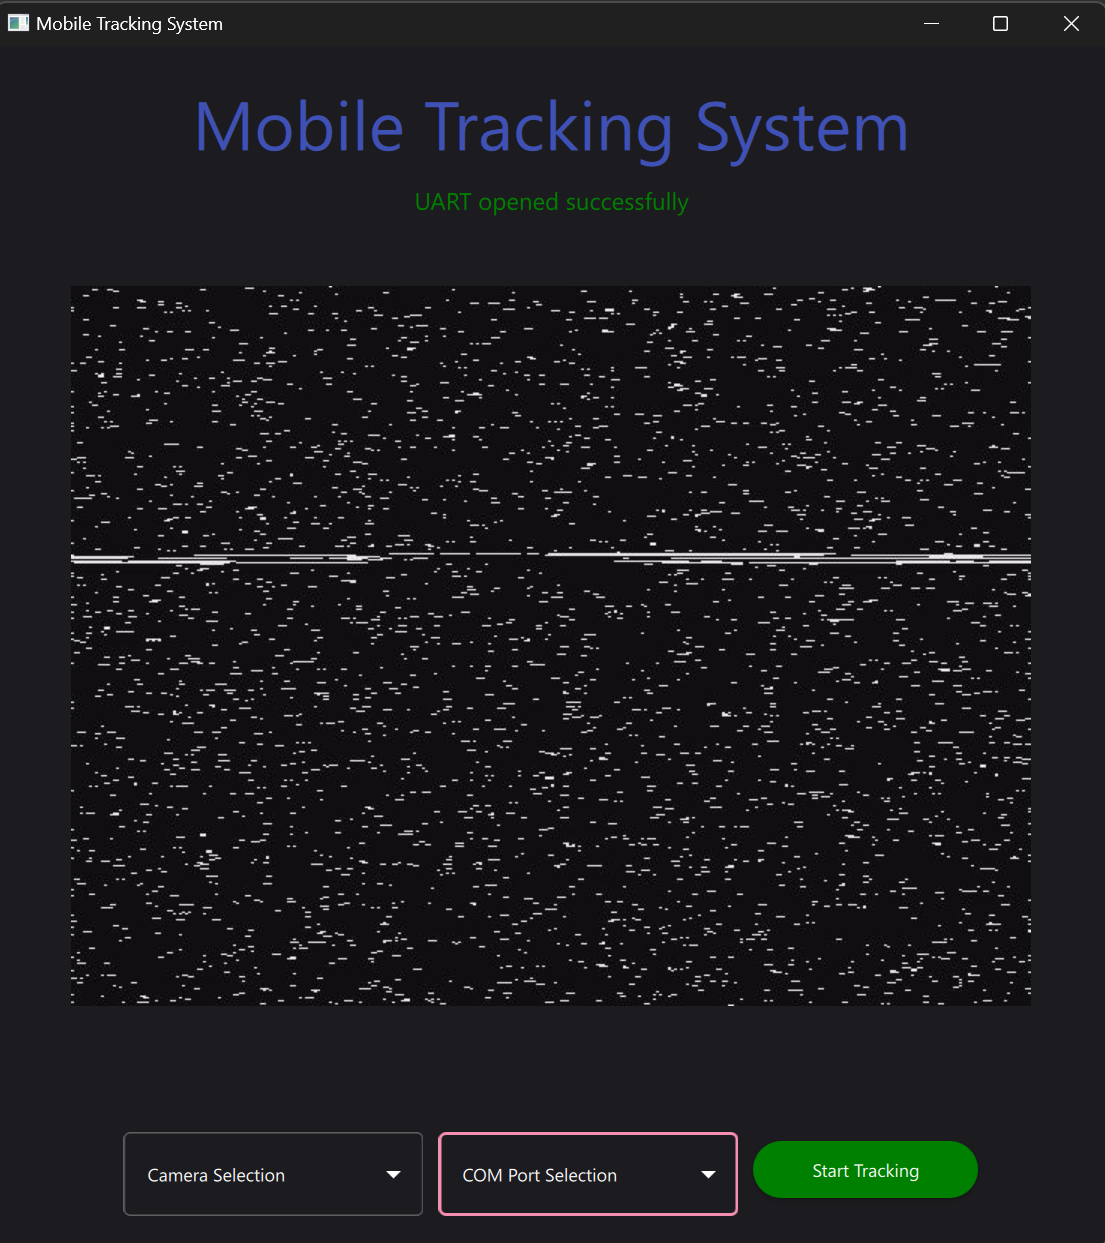 Mobile Tracking System
Mobile Tracking System
UART opened successfully
Camera Selection
COM Port Selection
Start Tracking